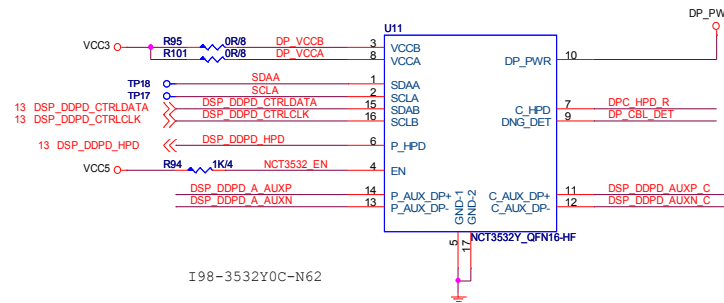 DP_PW
U11
VCC3 R95 0R/8 DP_VCCB 3 VCCB
R101 0R/8 DP_VCCA 8 VCCA DP_PWR 10
TP18 SDAA 1 SDAA
TP17 SCLA 2 SCLA
13 DSP_DDPD_CTRLDATA DSP_DDPD_CTRLDATA 15 SDAB C_HPD 7 DPC_HPD_R
13 DSP_DDPD_CTRLCLK DSP_DDPD_CTRLCLK 16 SCLB DNG_DET 9 DP_CBL_DET
13 DSP_DDPD_HPD DSP_DDPD_HPD 6 P_HPD
VCC5 R94 1K/4 NCT3532_EN 4 EN
DSP_DDPD_A_AUXP 14 P_AUX_DP+ C_AUX_DP+ 11 DSP_DDPD_AUXP_C
DSP_DDPD_A_AUXN 13 P_AUX_DP- C_AUX_DP- 12 DSP_DDPD_AUXN_C
GND-1
GND-2
5
17
NCT3532Y_QFN16-HF
I98-3532Y0C-N62